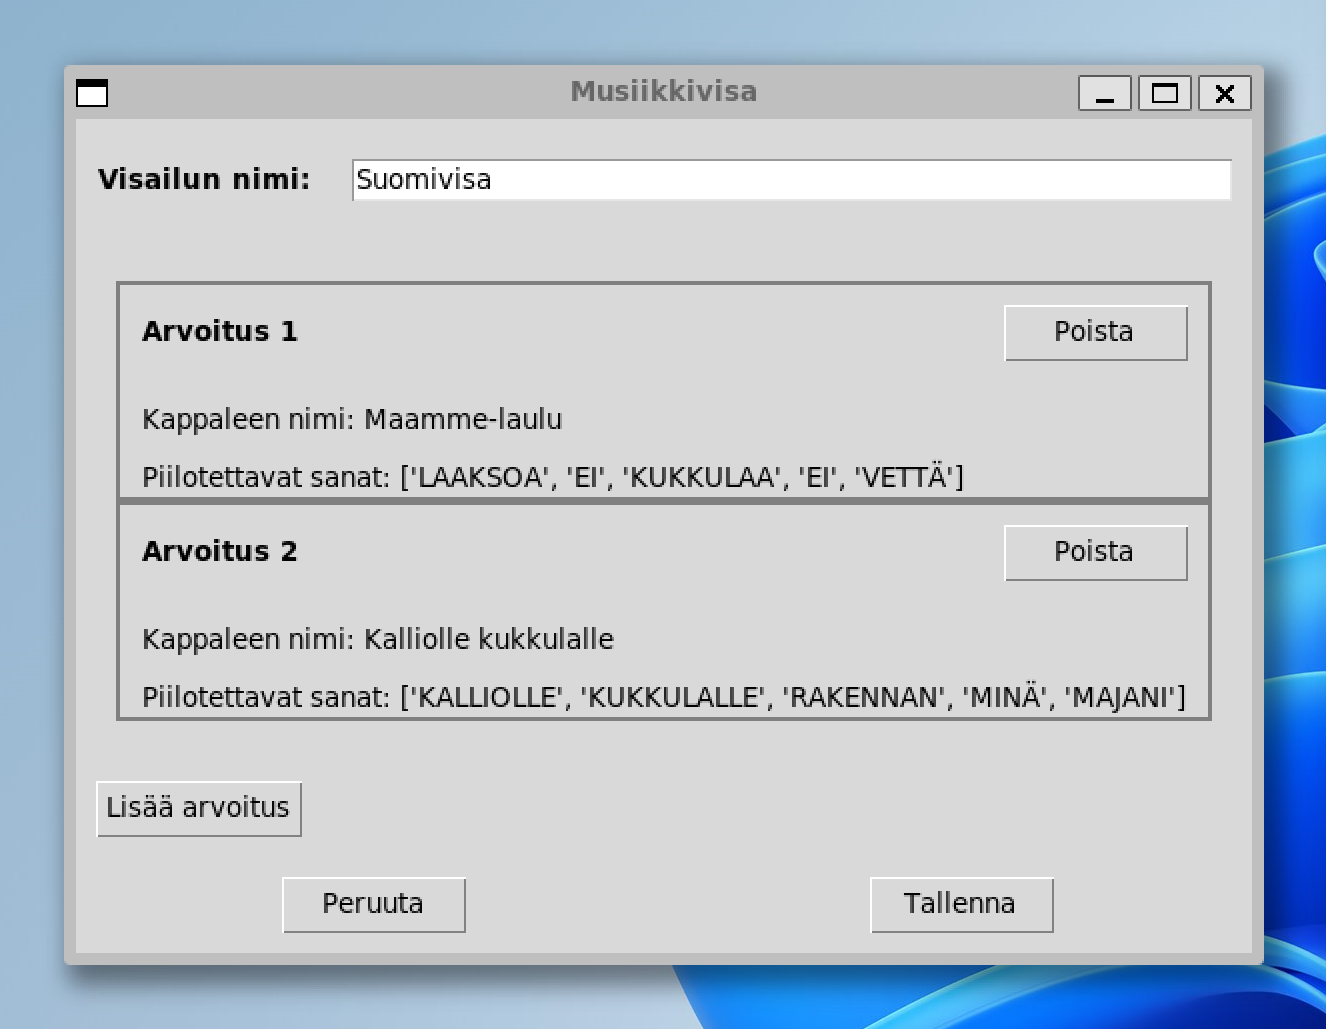 Musiikkivisa
Visailun nimi: Suomivisa
Arvoitus 1 Poista
Kappaleen nimi: Maamme-laulu
Piilotettavat sanat: ['LAAKSOA', 'EI', 'KUKKULAA', 'EI', 'VETTÄ']
Arvoitus 2 Poista
Kappaleen nimi: Kalliolle kukkulalle
Piilotettavat sanat: ['KALLIOLLE', 'KUKKULALLE', 'RAKENNAN', 'MINÄ', 'MAJANI']
Lisää arvoitus
Peruuta Tallenna